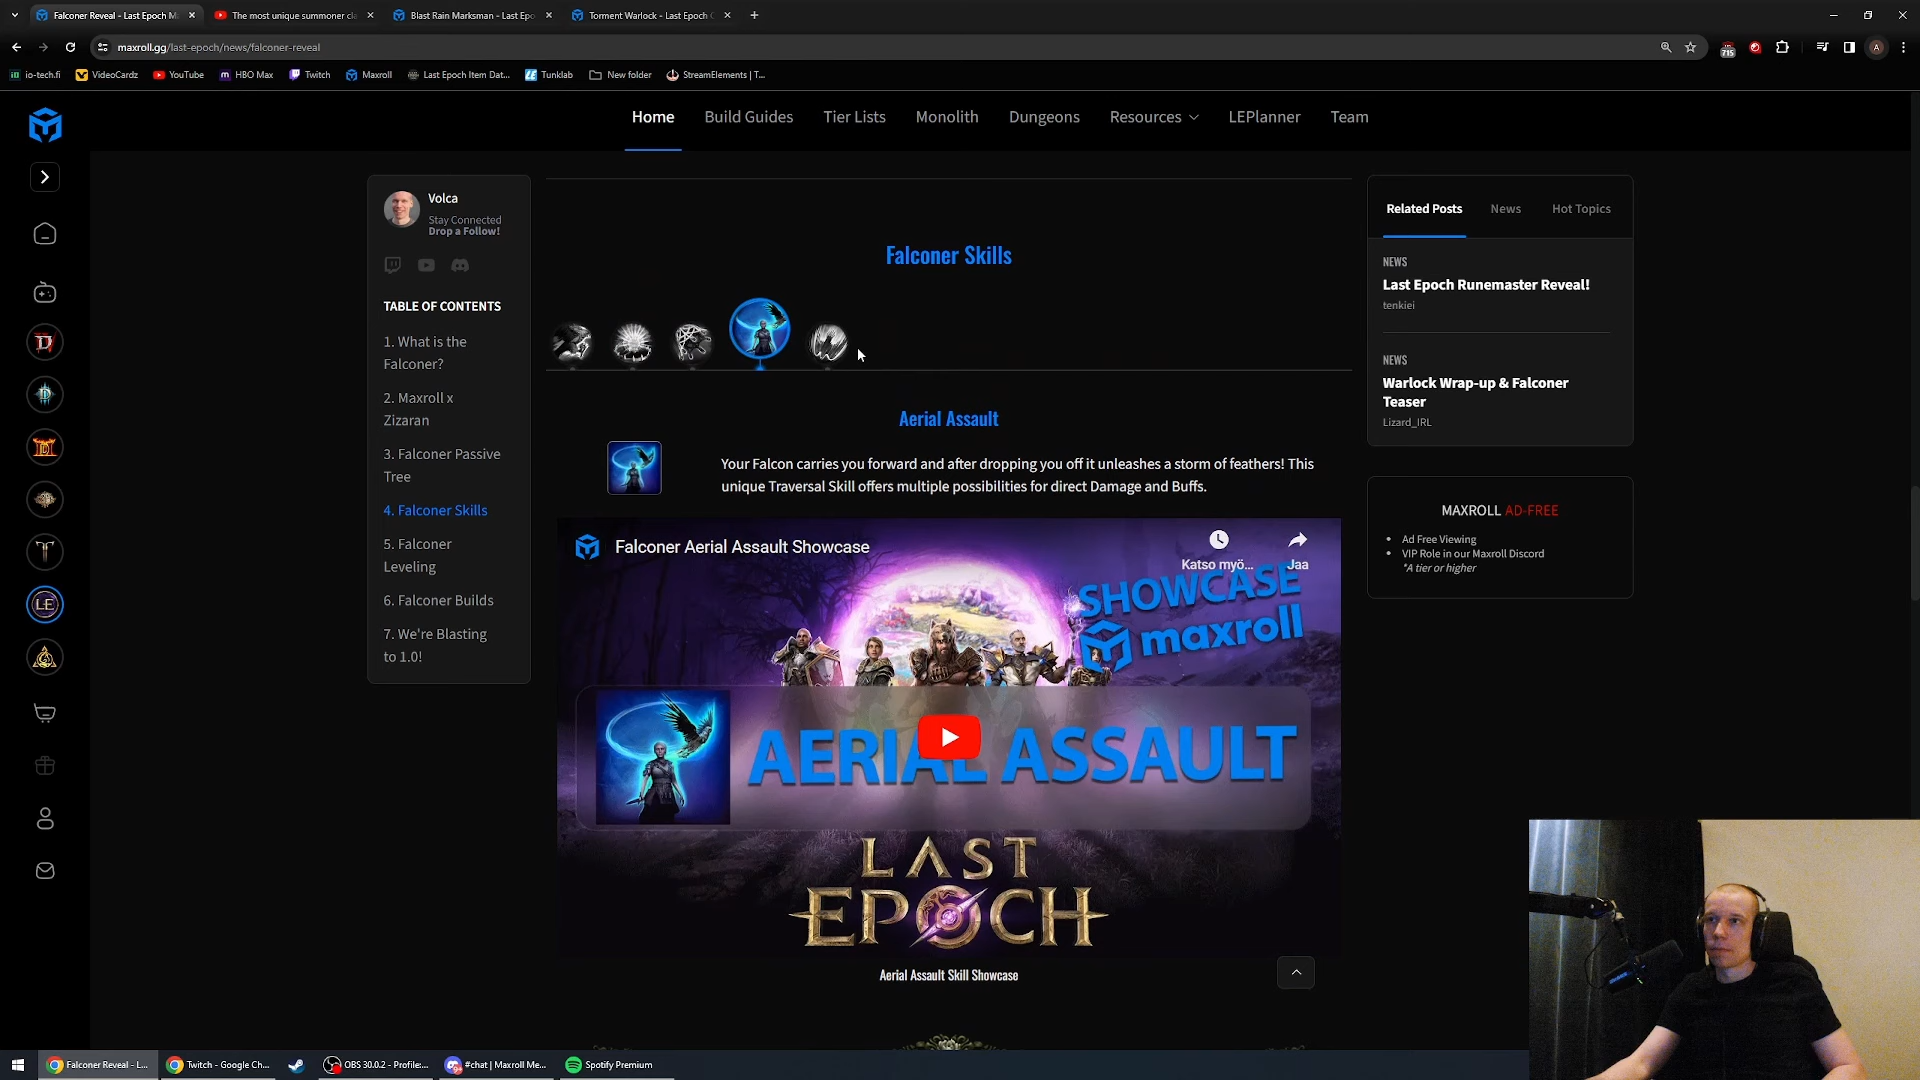 Falconer Reveal - Last Epoch M
The most unique summoner cla
Blast Rain Marksman - Last Epo
Torment Warlock - Last Epoch
maxroll.gg/last-epoch/news/falconer-reveal
715
A
io-tech.fi
VideoCardz
YouTube
HBO Max
Twitch
Maxroll
Last Epoch Item Dat...
Tunklab
New folder
StreamElements | T...
Home
Build Guides
Tier Lists
Monolith
Dungeons
Resources
LEPlanner
Team
Volca
Stay Connected
Drop a Follow!
TABLE OF CONTENTS
1. What is the
Falconer?
2. Maxroll x
Zizaran
3. Falconer Passive
Tree
4. Falconer Skills
5. Falconer
Leveling
6. Falconer Builds
7. We're Blasting
to 1.0!
LE
Falconer Skills
Aerial Assault
Your Falcon carries you forward and after dropping you off it unleashes a storm of feathers! This
unique Traversal Skill offers multiple possibilities for direct Damage and Buffs.
Falconer Aerial Assault Showcase
Katso myö...
Jaa
SHOWCASE
maxroll
AERIAL ASSAULT
LAST
EPOCH
Aerial Assault Skill Showcase
Related Posts
News
Hot Topics
NEWS
Last Epoch Runemaster Reveal!
tenkiei
NEWS
Warlock Wrap-up & Falconer
Teaser
Lizard_IRL
MAXROLL AD-FREE
• Ad Free Viewing
• VIP Role in our Maxroll Discord
*A tier or higher
Falconer Reveal - L...
Twitch - Google Ch...
OBS 30.0.2 - Profile:...
#chat | Maxroll Me...
Spotify Premium